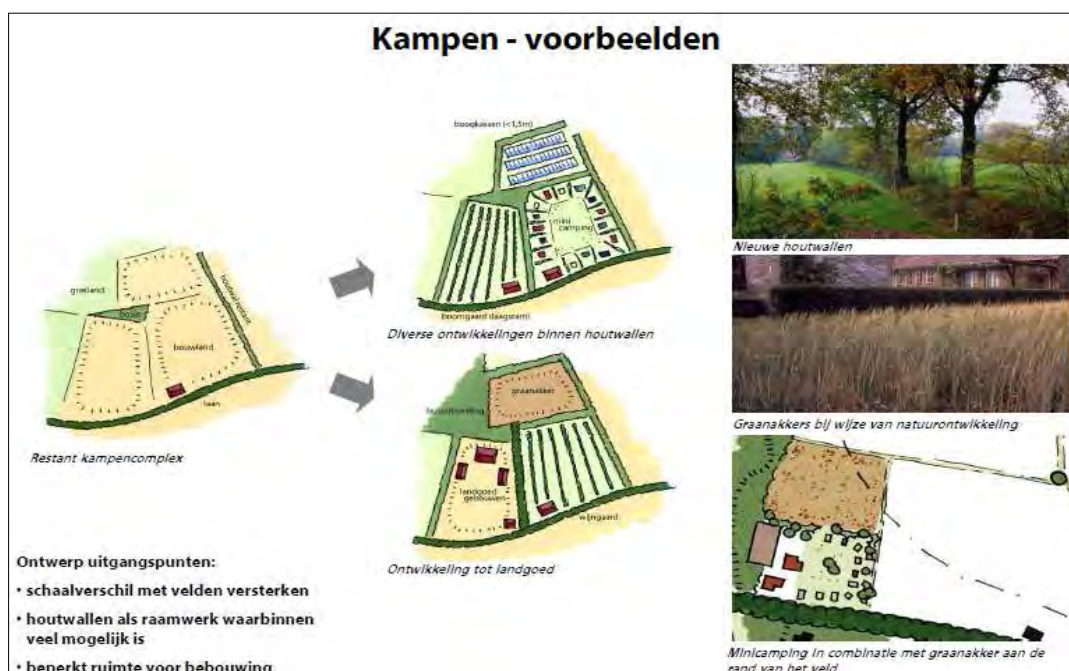 Kampen - voorbeelden
boogkassen (<1,5m)
mini
camping
boomgaard (laagstam)
Diverse ontwikkelingen binnen houtwallen
grasland
bosje
houtwalrestant
bouwland
laan
Restant kampencomplex
graanakker
landgoed
gebouwen
wijngaard
Ontwikkeling tot landgoed
Nieuwe houtwallen
Graanakkers bij wijze van natuurontwikkeling
Minicamping in combinatie met graanakker aan de
rand van het veld
Ontwerp uitgangspunten:
• schaalverschil met velden versterken
• houtwallen als raamwerk waarbinnen
veel mogelijk is
• beperkt ruimte voor bebouwing